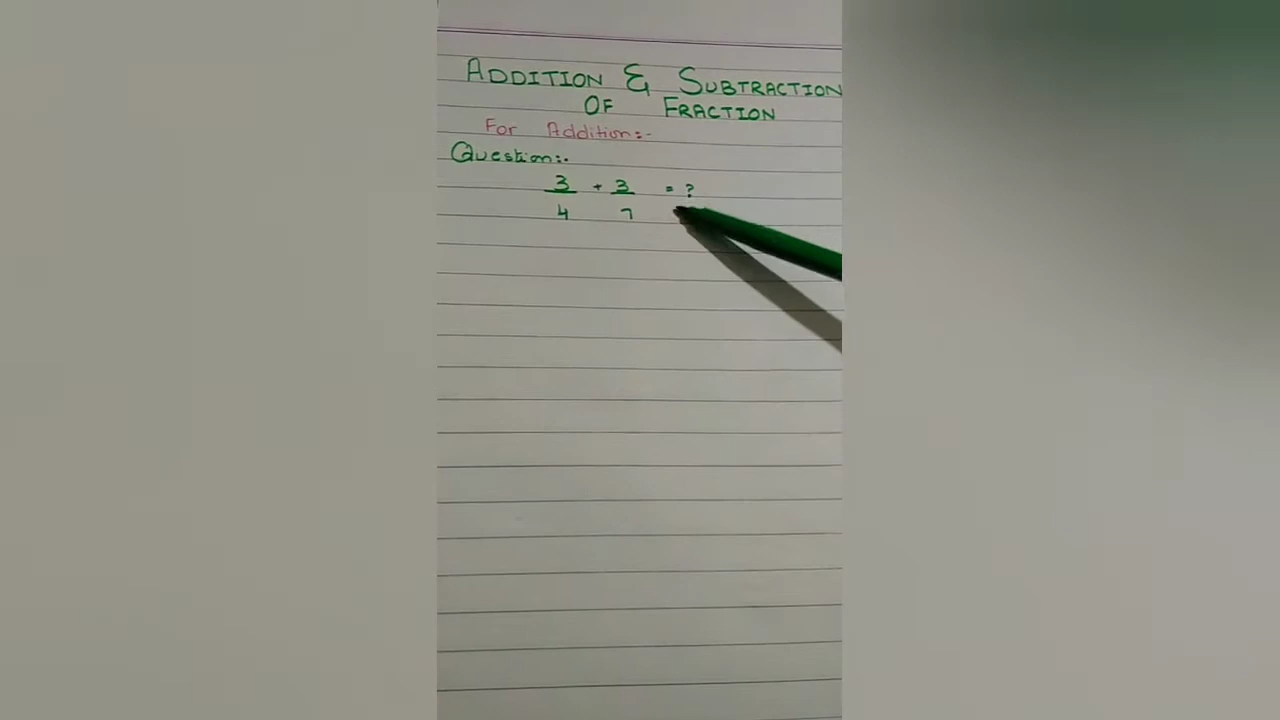 ADDITION & SUBTRACTION
OF FRACTION
For Addition:-
Question:-
3/4 + 3/7 = ?